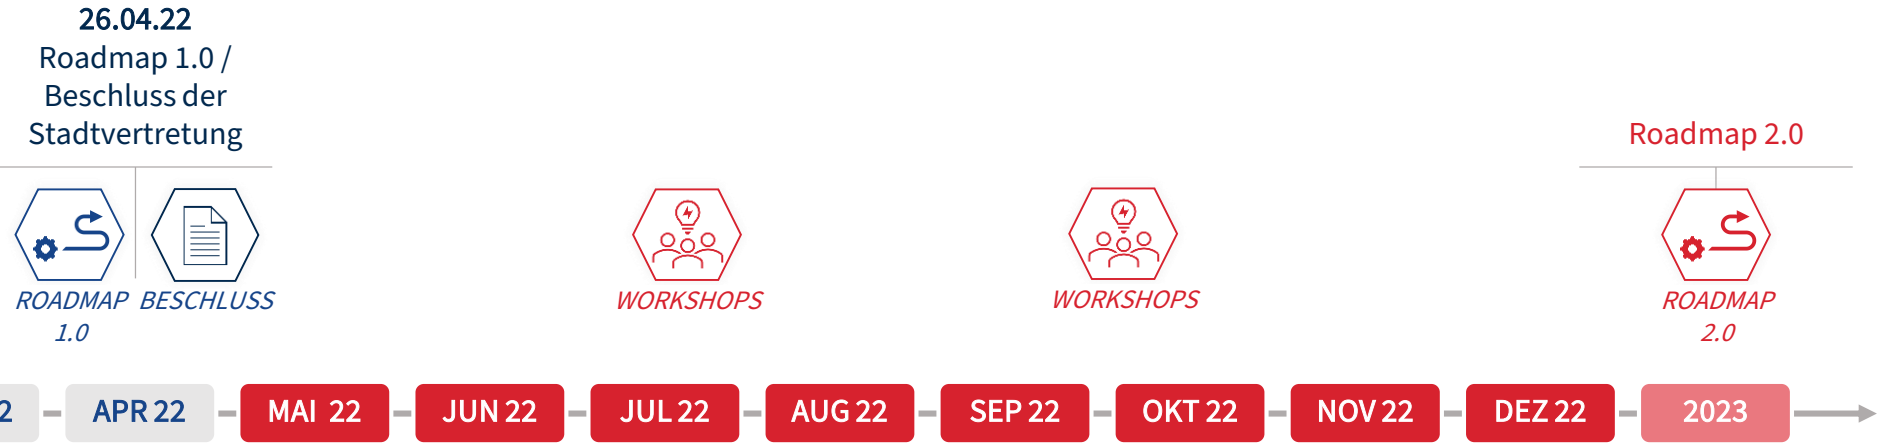 26.04.22
Roadmap 1.0 /
Beschluss der
Stadtvertretung
Roadmap 2.0
ROADMAP
1.0
BESCHLUSS
WORKSHOPS
WORKSHOPS
ROADMAP
2.0
2
APR 22
MAI 22
JUN 22
JUL 22
AUG 22
SEP 22
OKT 22
NOV 22
DEZ 22
2023